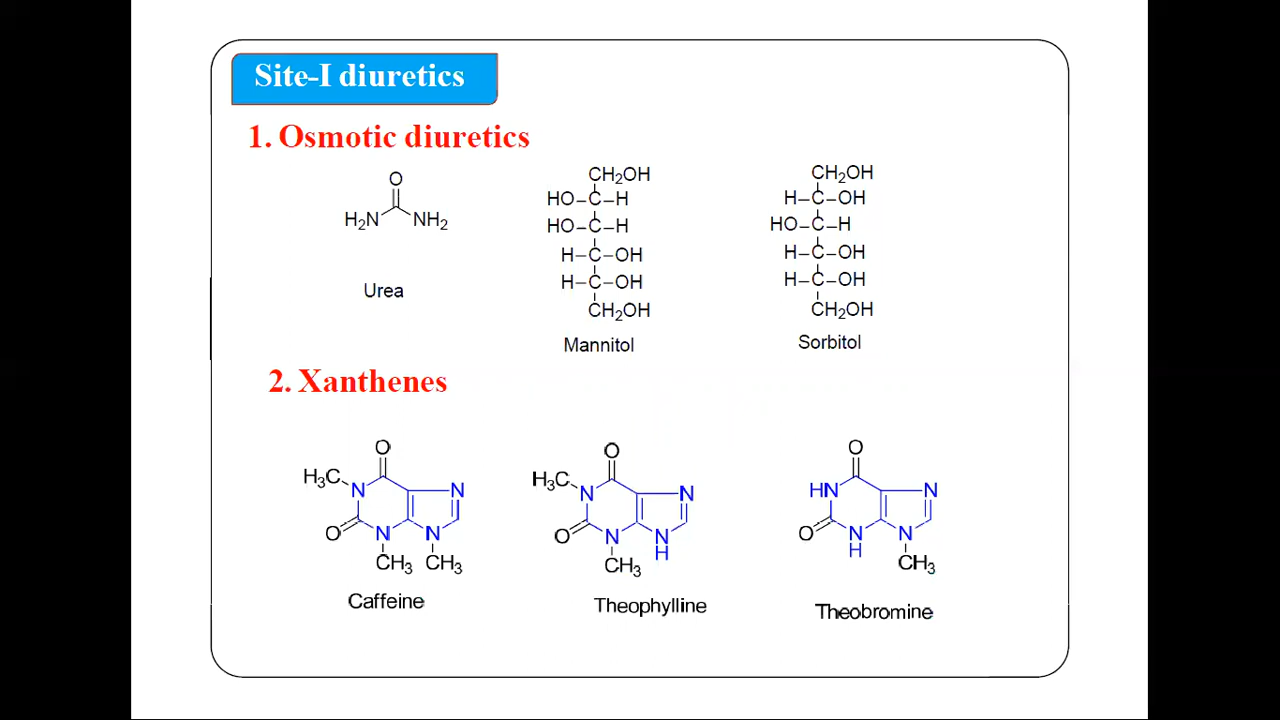 Site-I diuretics
1. Osmotic diuretics
O
H₂N NH₂
Urea
CH₂OH
HO–C–H
HO–C–H
H–C–OH
H–C–OH
CH₂OH
Mannitol
CH₂OH
H–C–OH
HO–C–H
H–C–OH
H–C–OH
CH₂OH
Sorbitol
2. Xanthenes
O
H₃C
N N
O N N
CH₃ CH₃
Caffeine
O
H₃C
N N
O N N
H
CH₃
Theophylline
O
HN N
O N N
H
CH₃
Theobromine